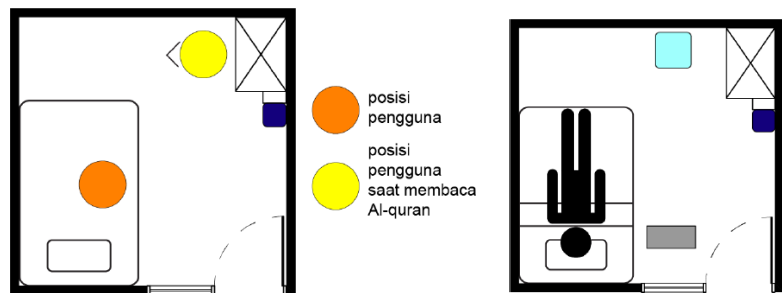 posisi
pengguna
posisi
pengguna
saat membaca
Al-quran